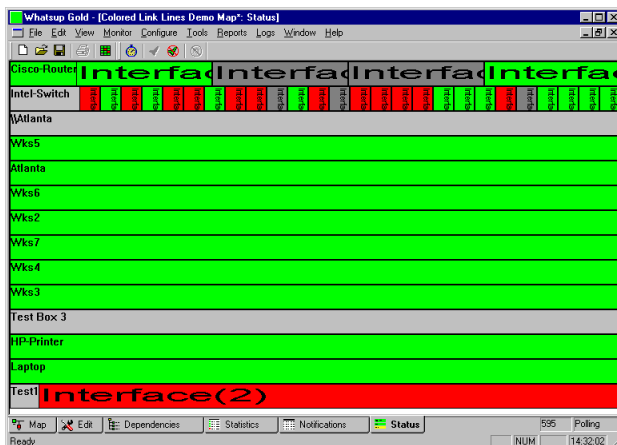 Whatsup Gold - [Colored Link Lines Demo Map*: Status]
File Edit View Monitor Configure Tools Reports Logs Window Help
Cisco-Router Interfac Interfac Interfac Interfac
Intel-Switch
\\Atlanta
Wks5
Atlanta
Wks6
Wks2
Wks7
Wks4
Wks3
Test Box 3
HP-Printer
Laptop
Test1 Interface(2)
Map Edit Dependencies Statistics Notifications Status 595 Polling
Ready NUM 14:32:02